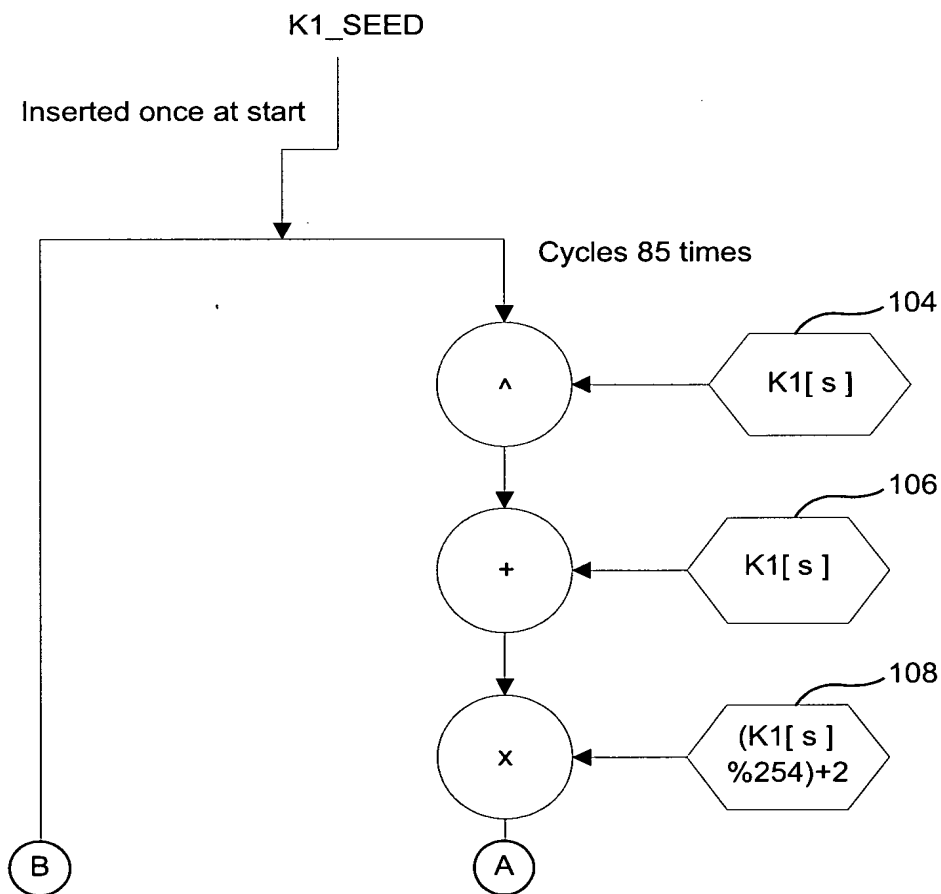 K1_SEED
Inserted once at start
Cycles 85 times
104
^
K1[ s ]
106
+
K1[ s ]
108
x
(K1[ s ]
%254)+2
B
A